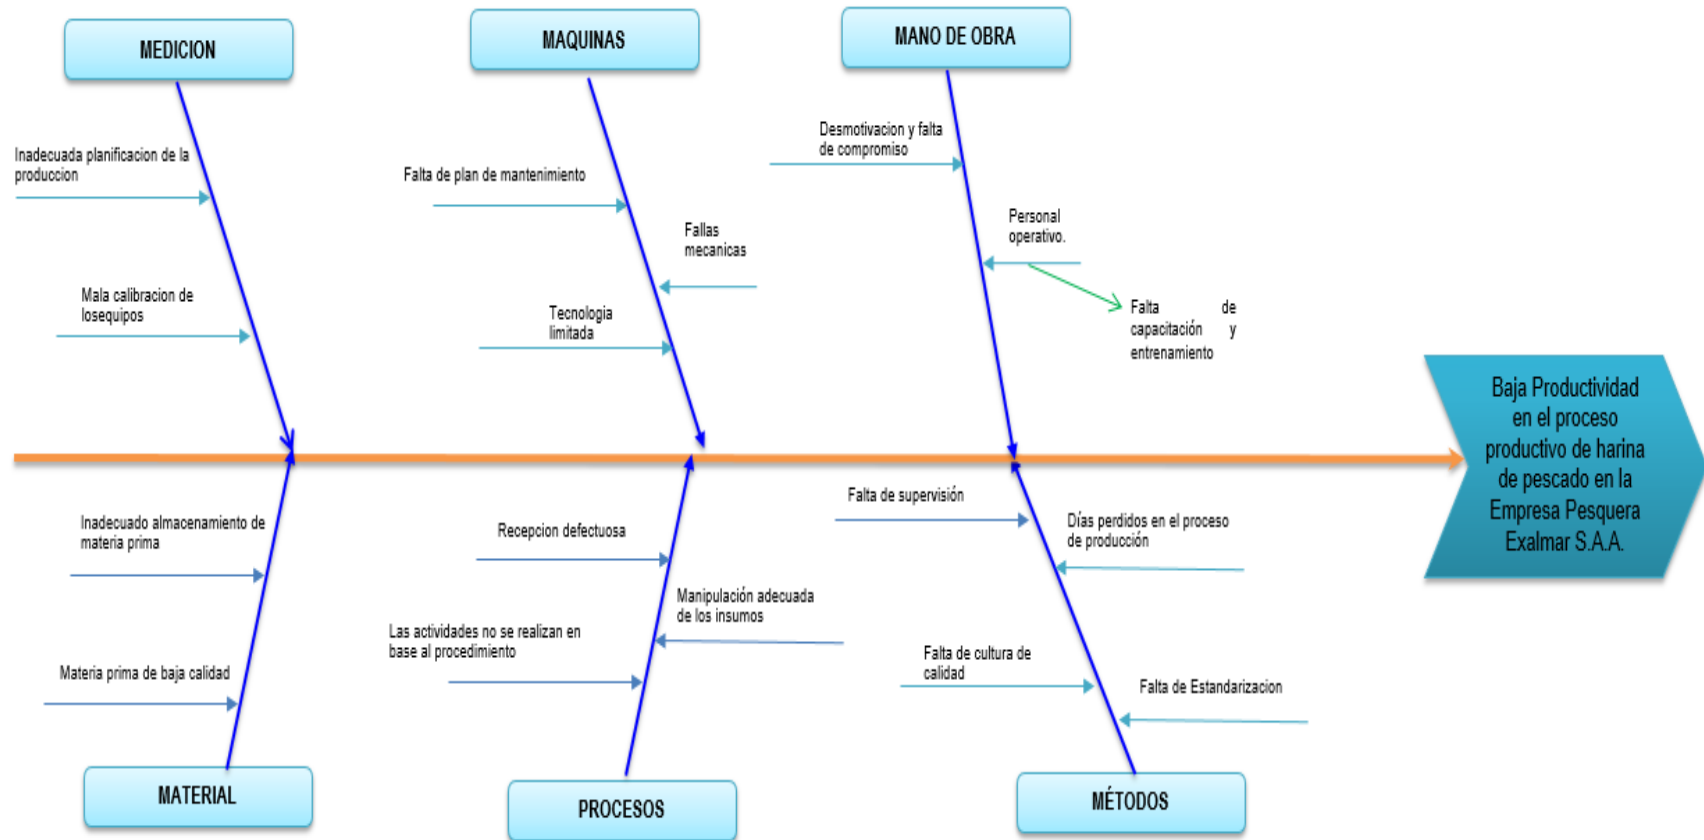 MEDICION
MAQUINAS
MANO DE OBRA
Inadecuada planificacion de la
produccion
Mala calibracion de
losequipos
Falta de plan de mantenimiento
Fallas
mecanicas
Tecnologia
limitada
Desmotivacion y falta
de compromiso
Personal
operativo.
Falta de
capacitación y
entrenamiento
Baja Productividad
en el proceso
productivo de harina
de pescado en la
Empresa Pesquera
Exalmar S.A.A.
Inadecuado almacenamiento de
materia prima
Materia prima de baja calidad
Recepcion defectuosa
Manipulación adecuada
de los insumos
Las actividades no se realizan en
base al procedimiento
Falta de supervisión
Días perdidos en el proceso
de producción
Falta de cultura de
calidad
Falta de Estandarizacion
MATERIAL
PROCESOS
MÉTODOS